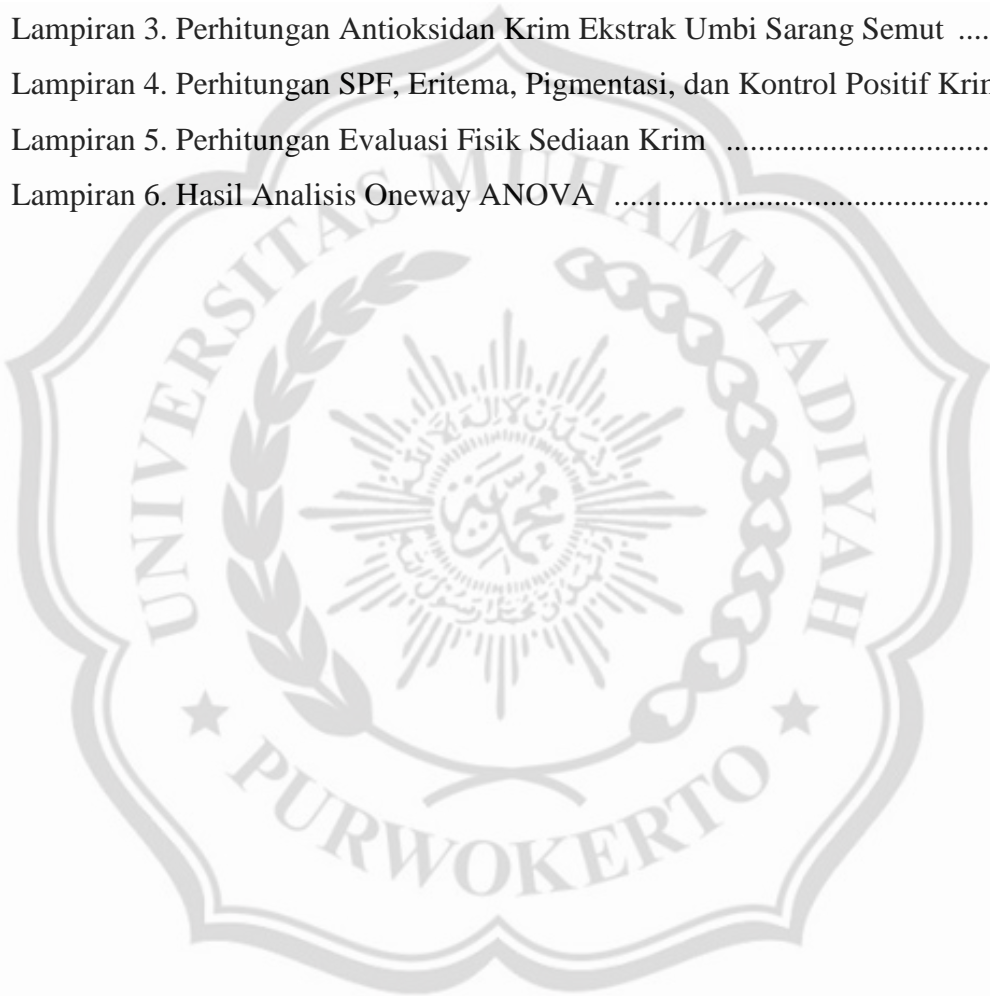 Lampiran 3. Perhitungan Antioksidan Krim Ekstrak Umbi Sarang Semut ....
Lampiran 4. Perhitungan SPF, Eritema, Pigmentasi, dan Kontrol Positif Krim
Lampiran 5. Perhitungan Evaluasi Fisik Sediaan Krim ................................
Lampiran 6. Hasil Analisis Oneway ANOVA .............................................
UNIVERSITAS MUHAMMADIYAH
محمدية
PURWOKERTO